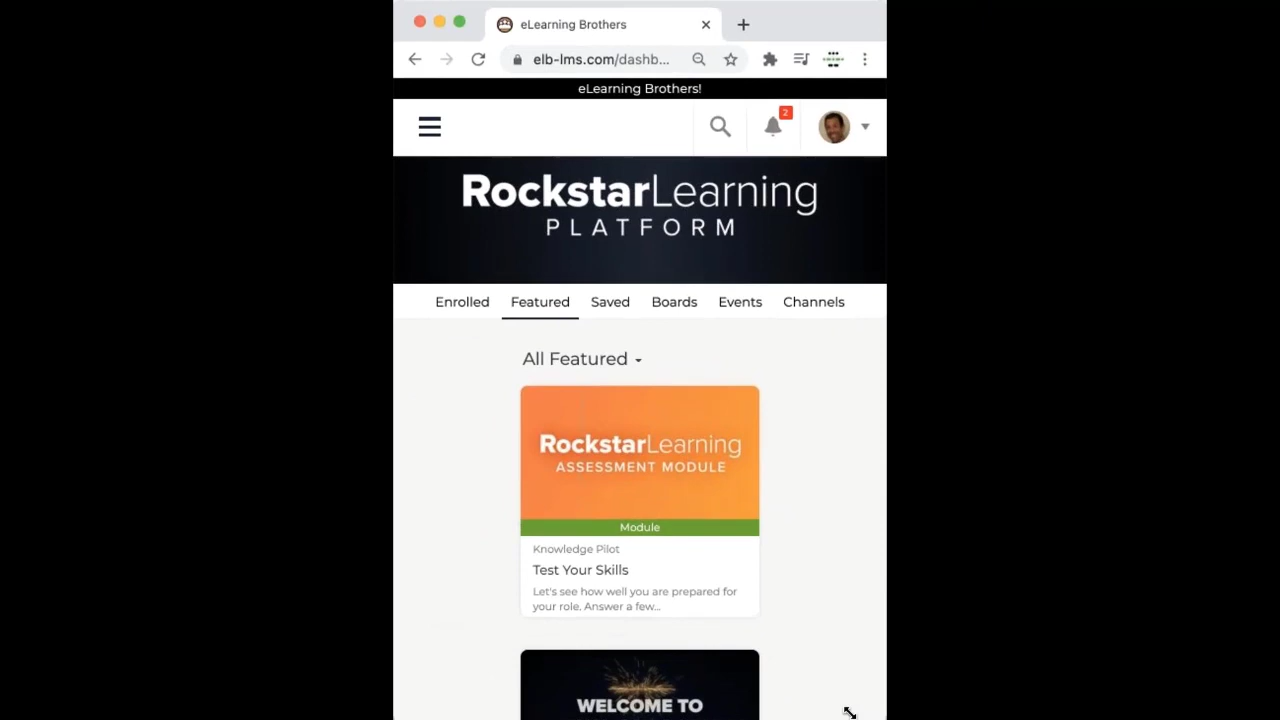 eLearning Brothers
elb-lms.com/dashb...
eLearning Brothers!
2
RockstarLearning
PLATFORM
Enrolled Featured Saved Boards Events Channels
All Featured
RockstarLearning
ASSESSMENT MODULE
Module
Knowledge Pilot
Test Your Skills
Let's see how well you are prepared for
your role. Answer a few...
WELCOME TO